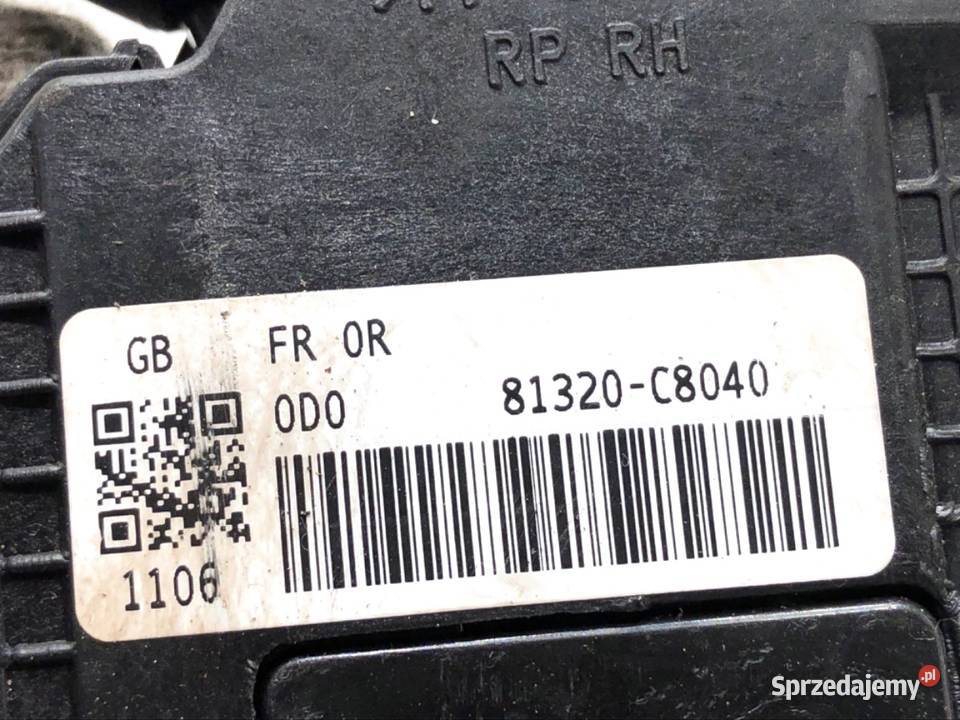 RP RH
GB FR OR
0D0 81320-C8040
1106
Sprzedajemy.pl